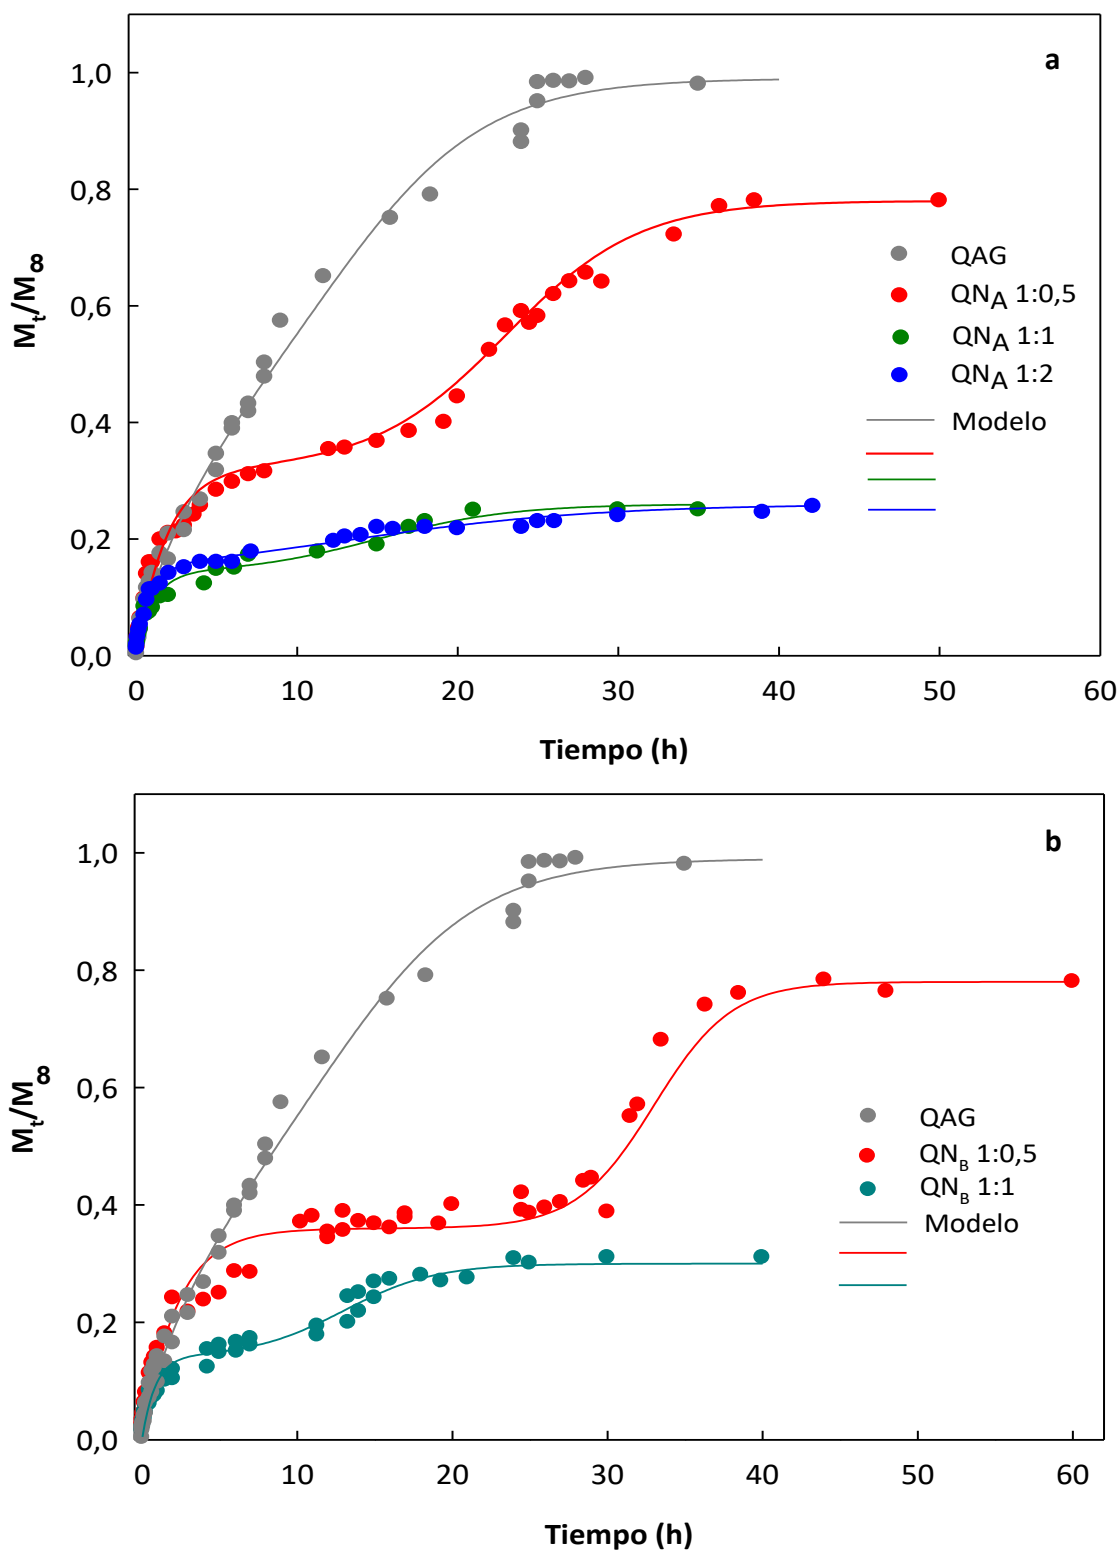 a
1,0
0,8
0,6
0,4
0,2
0,0
Mt/M8
QAG
QNA 1:0,5
QNA 1:1
QNA 1:2
Modelo
0 10 20 30 40 50 60
Tiempo (h)
b
1,0
0,8
0,6
0,4
0,2
0,0
Mt/M8
QAG
QNB 1:0,5
QNB 1:1
Modelo
0 10 20 30 40 50 60
Tiempo (h)